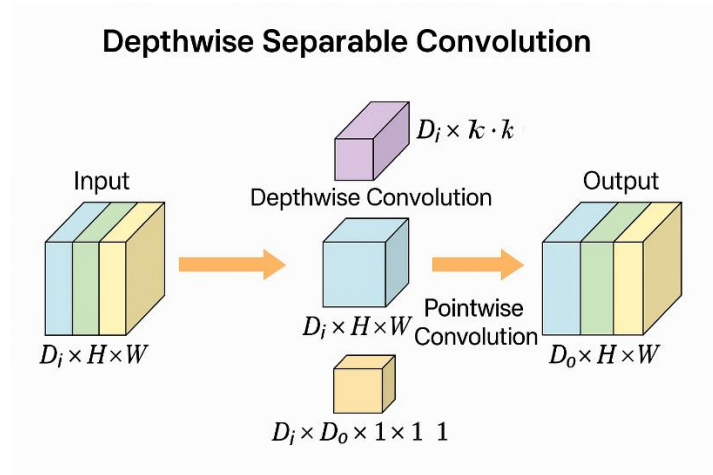 Depthwise Separable Convolution
Dᵢ × k · k
Input
Depthwise Convolution
Output
Dᵢ × H × W
Dᵢ × H × W
Pointwise
Convolution
Dₒ × H × W
Dᵢ × Dₒ × 1 × 1 1